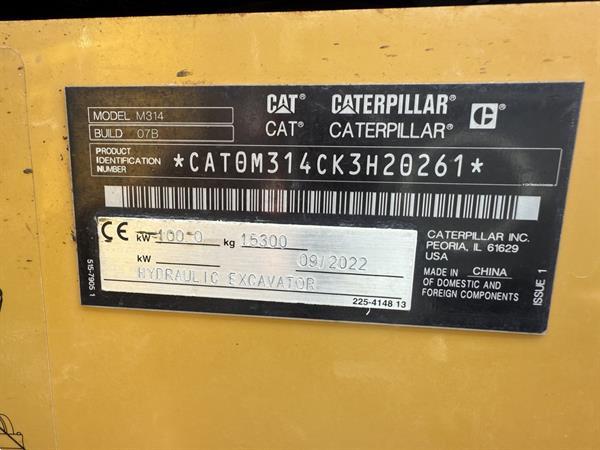 MODEL M314
BUILD 07B
CAT® CATERPILLAR® C®
CAT® CATERPILLAR®
PRODUCT IDENTIFICATION NUMBER
*CAT0M314CK3H20261*
CE kW 100.0 kg 15300
kW 09/2022
HYDRAULIC EXCAVATOR
225-4148 13
515-7905 1
CATERPILLAR INC.
PEORIA, IL 61629
USA
MADE IN CHINA
OF DOMESTIC AND
FOREIGN COMPONENTS
ISSUE 1